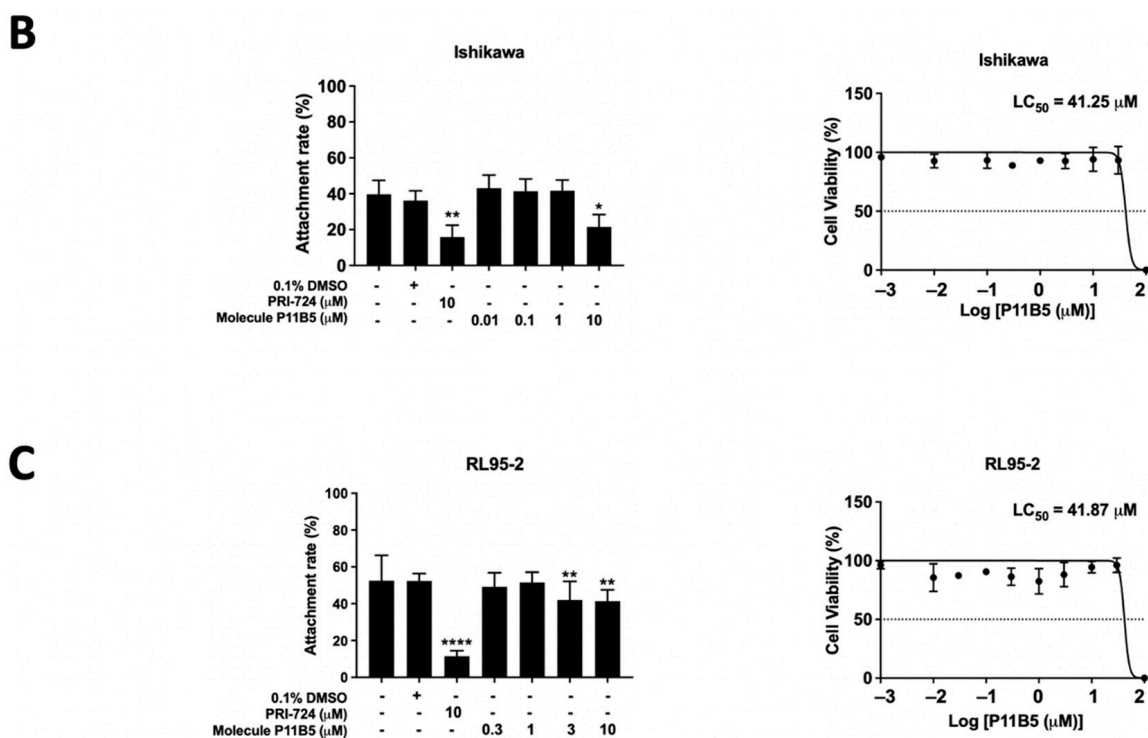 B
Ishikawa
Attachment rate (%)
100
80
60
40
20
0
**
*
0.1% DMSO - + - - - - -
PRI-724 (μM) - - 10 - - - -
Molecule P11B5 (μM) - - - 0.01 0.1 1 10
Ishikawa
LC50 = 41.25 μM
Cell Viability (%)
150
100
50
0
−3 −2 −1 0 1 2
Log [P11B5 (μM)]
C
RL95-2
Attachment rate (%)
100
80
60
40
20
0
****
**
**
0.1% DMSO - + - - - - -
PRI-724 (μM) - - 10 - - - -
Molecule P11B5 (μM) - - - 0.3 1 3 10
RL95-2
LC50 = 41.87 μM
Cell Viability (%)
150
100
50
0
−3 −2 −1 0 1 2
Log [P11B5 (μM)]